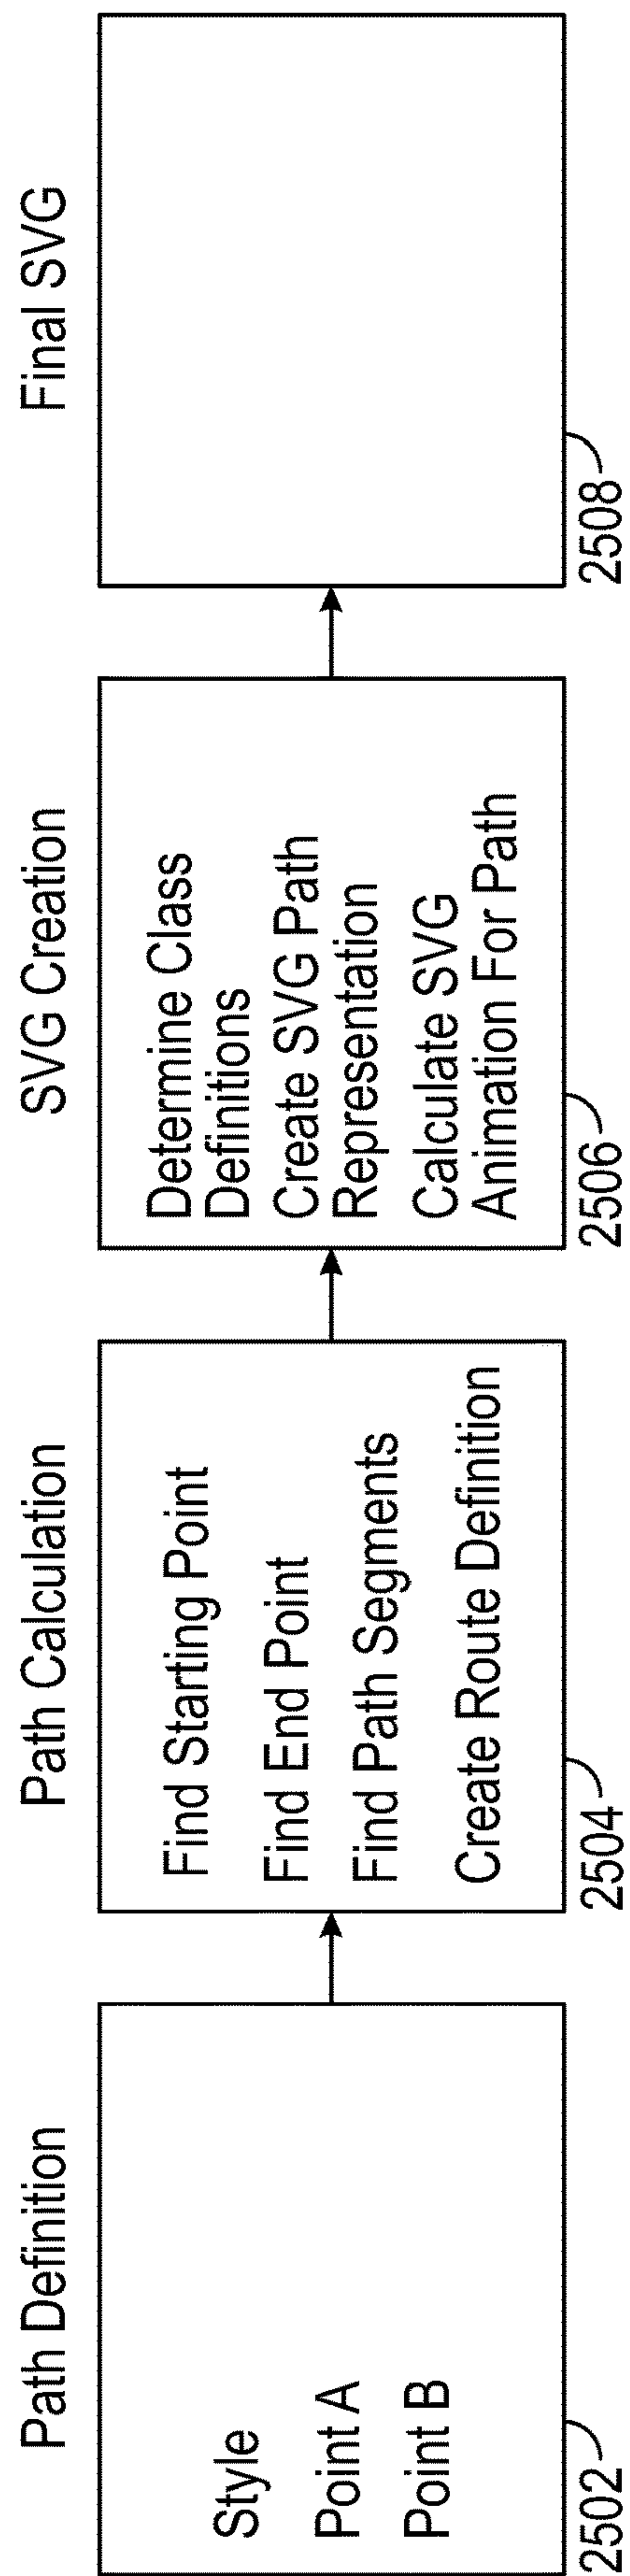 Path Definition
Style
Point A
Point B
2502
Path Calculation
Find Starting Point
Find End Point
Find Path Segments
Create Route Definition
2504
SVG Creation
Determine Class
Definitions
Create SVG Path
Representation
Calculate SVG
Animation For Path
2506
Final SVG
2508